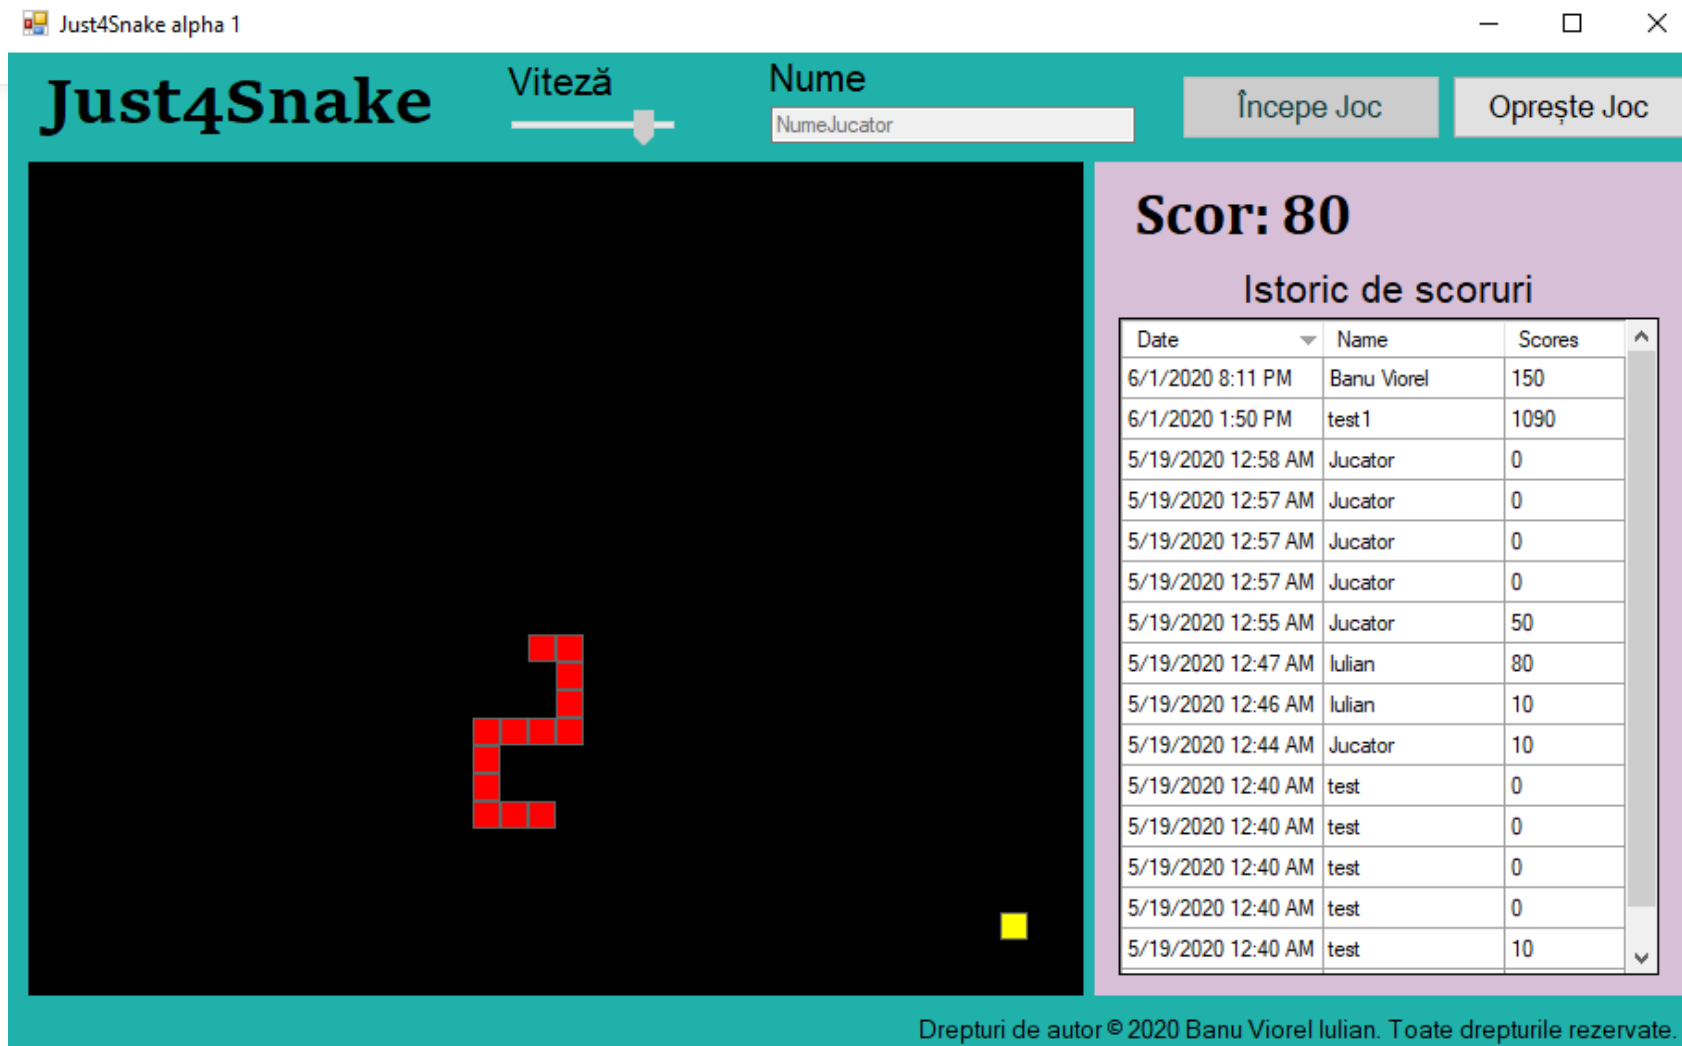 Just4Snake alpha 1
Just4Snake
Viteză
Nume
NumeJucator
Începe Joc
Oprește Joc
Scor: 80
Istoric de scoruri
Date Name Scores
6/1/2020 8:11 PM Banu Viorel 150
6/1/2020 1:50 PM test1 1090
5/19/2020 12:58 AM Jucator 0
5/19/2020 12:57 AM Jucator 0
5/19/2020 12:57 AM Jucator 0
5/19/2020 12:57 AM Jucator 0
5/19/2020 12:55 AM Jucator 50
5/19/2020 12:47 AM Iulian 80
5/19/2020 12:46 AM Iulian 10
5/19/2020 12:44 AM Jucator 10
5/19/2020 12:40 AM test 0
5/19/2020 12:40 AM test 0
5/19/2020 12:40 AM test 0
5/19/2020 12:40 AM test 0
5/19/2020 12:40 AM test 10
Drepturi de autor © 2020 Banu Viorel Iulian. Toate drepturile rezervate.